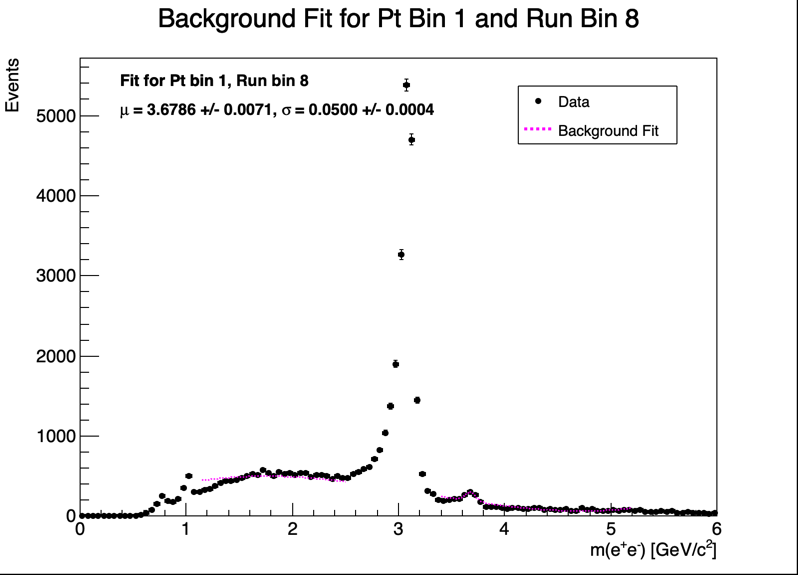 Background Fit for Pt Bin 1 and Run Bin 8
Events
Fit for Pt bin 1, Run bin 8
μ = 3.6786 +/- 0.0071, σ = 0.0500 +/- 0.0004
Data
Background Fit
5000
4000
3000
2000
1000
0
0 1 2 3 4 5 6
m(e⁺e⁻) [GeV/c²]